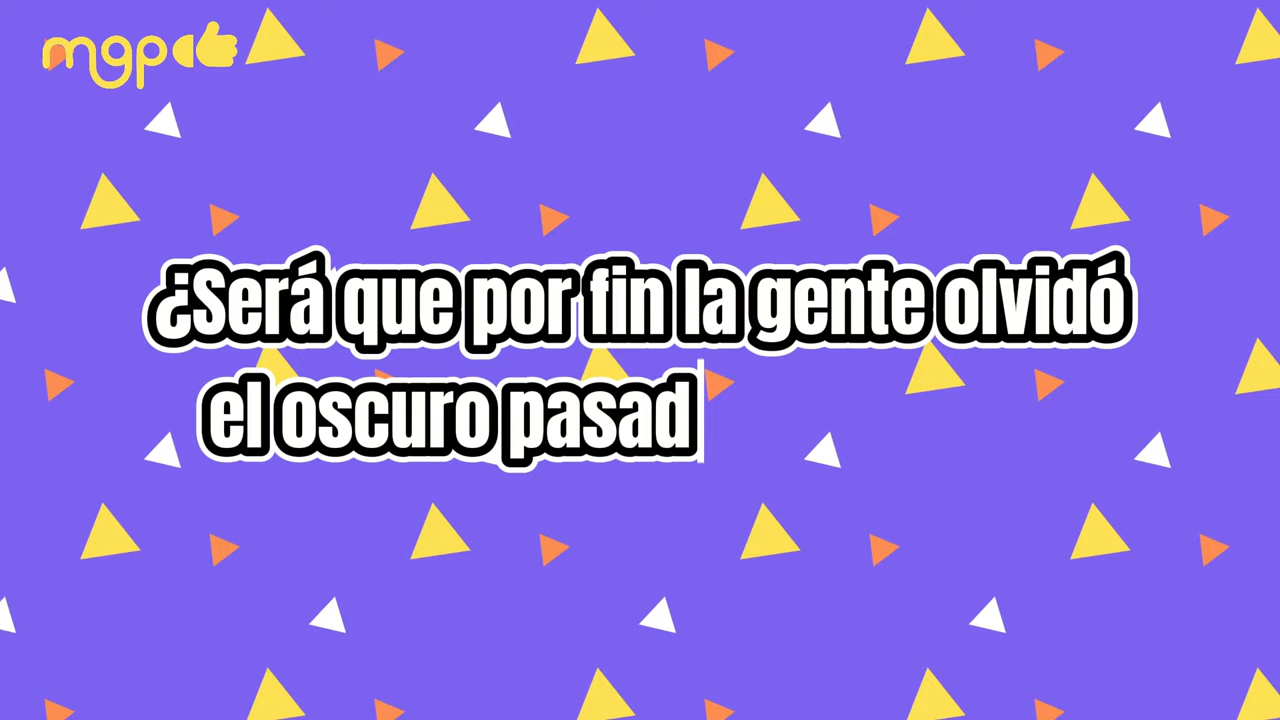 mgp
¿Será que por fin la gente olvidó
el oscuro pasad